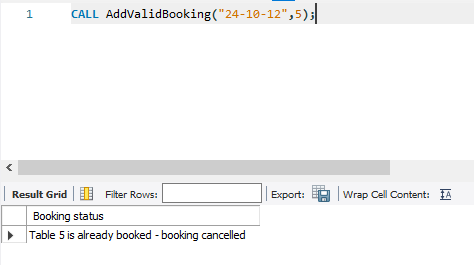 1 CALL AddValidBooking("24-10-12",5);
Result Grid Filter Rows: Export: Wrap Cell Content: IA
Booking status
Table 5 is already booked - booking cancelled